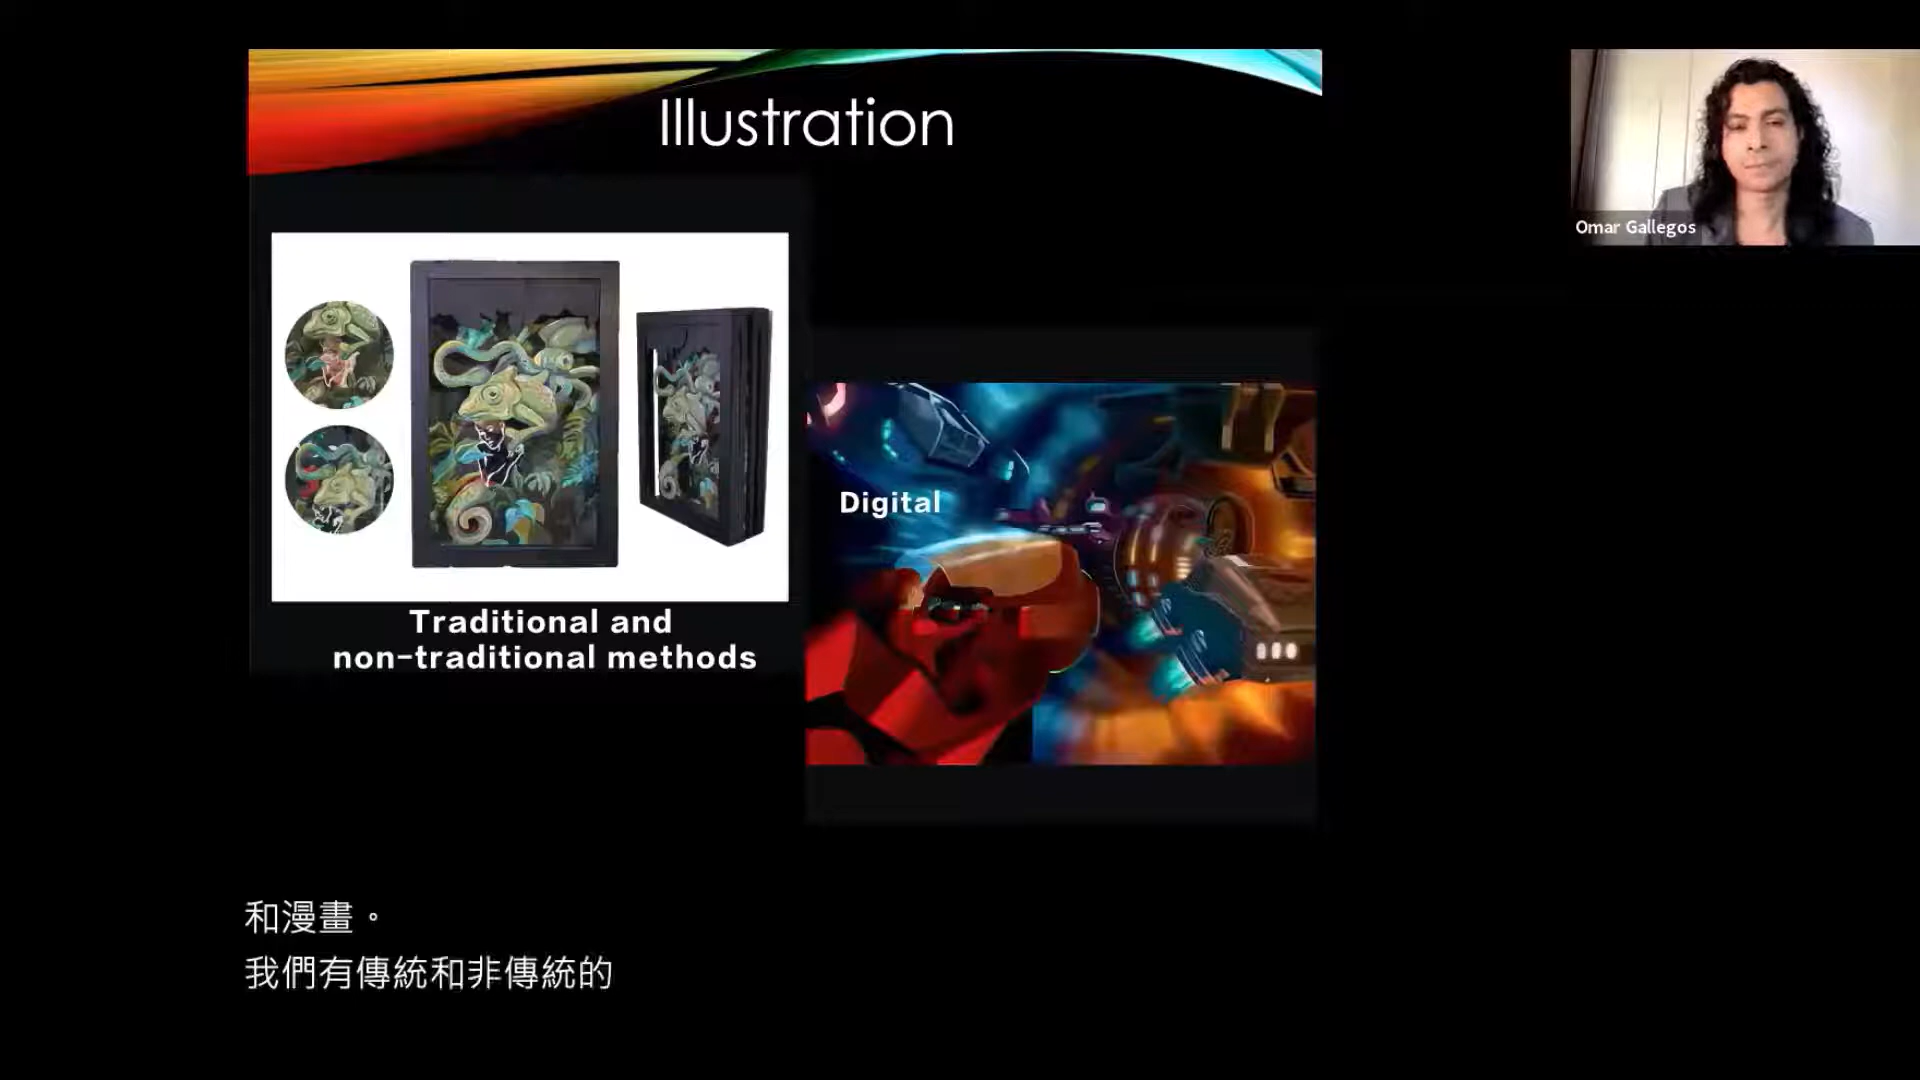 Illustration
Omar Gallegos
Digital
Traditional and
non-traditional methods
和漫畫。
我們有傳統和非傳統的